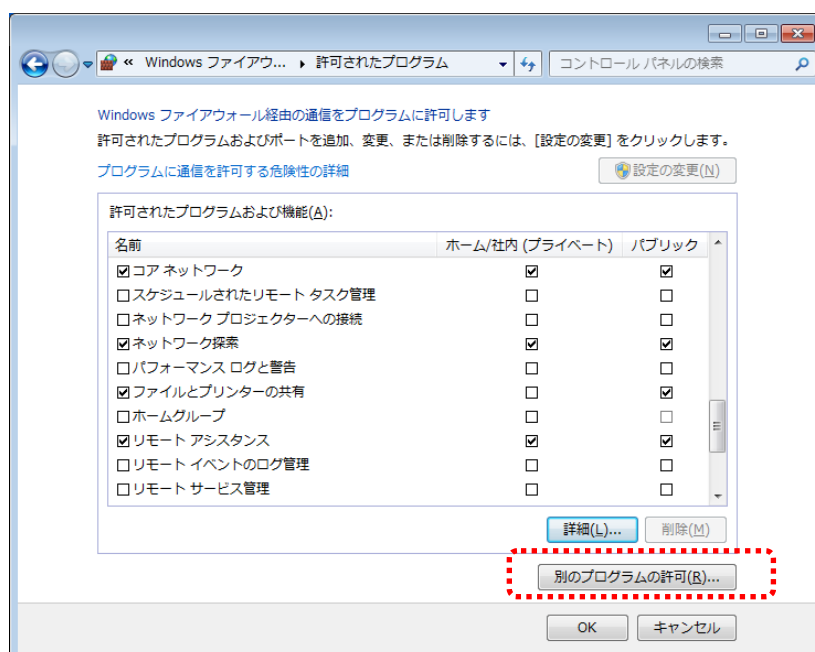 « Windows ファイアウ... ▸ 許可されたプログラム
コントロール パネルの検索
Windows ファイアウォール経由の通信をプログラムに許可します
許可されたプログラムおよびポートを追加、変更、または削除するには、[設定の変更] をクリックします。
プログラムに通信を許可する危険性の詳細
設定の変更(N)
許可されたプログラムおよび機能(A):
名前 ホーム/社内 (プライベート) パブリック
コア ネットワーク
スケジュールされたリモート タスク管理
ネットワーク プロジェクターへの接続
ネットワーク探索
パフォーマンス ログと警告
ファイルとプリンターの共有
ホームグループ
リモート アシスタンス
リモート イベントのログ管理
リモート サービス管理
詳細(L)... 削除(M)
別のプログラムの許可(R)...
OK キャンセル